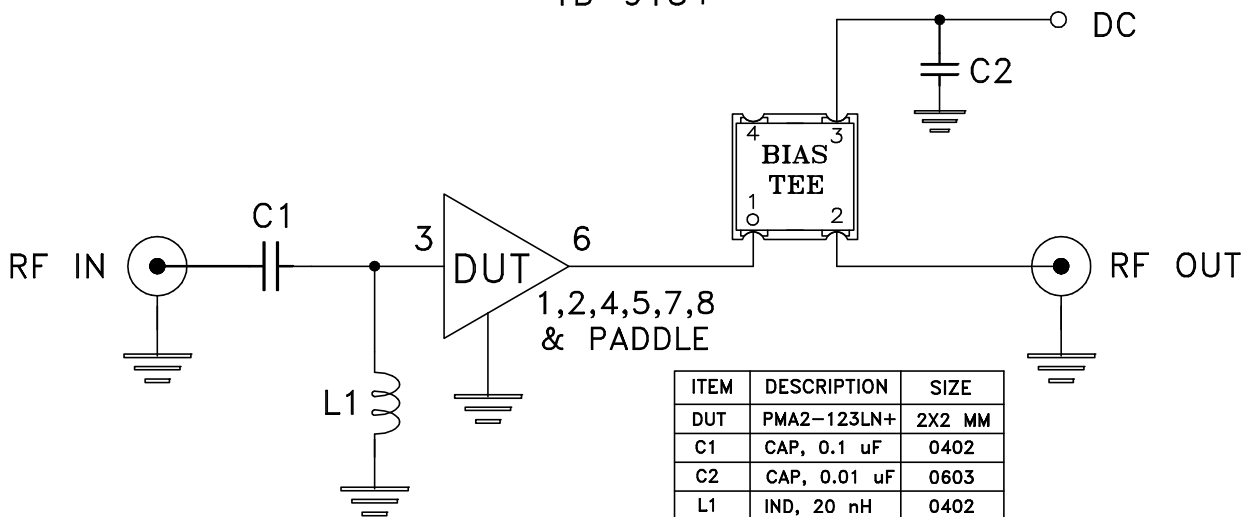 DC
C2
4 3
BIAS
TEE
1 2
C1
RF IN
3
DUT
6
RF OUT
1,2,4,5,7,8
& PADDLE
L1
ITEM DESCRIPTION SIZE
DUT PMA2-123LN+ 2X2 MM
C1 CAP, 0.1 uF 0402
C2 CAP, 0.01 uF 0603
L1 IND, 20 nH 0402